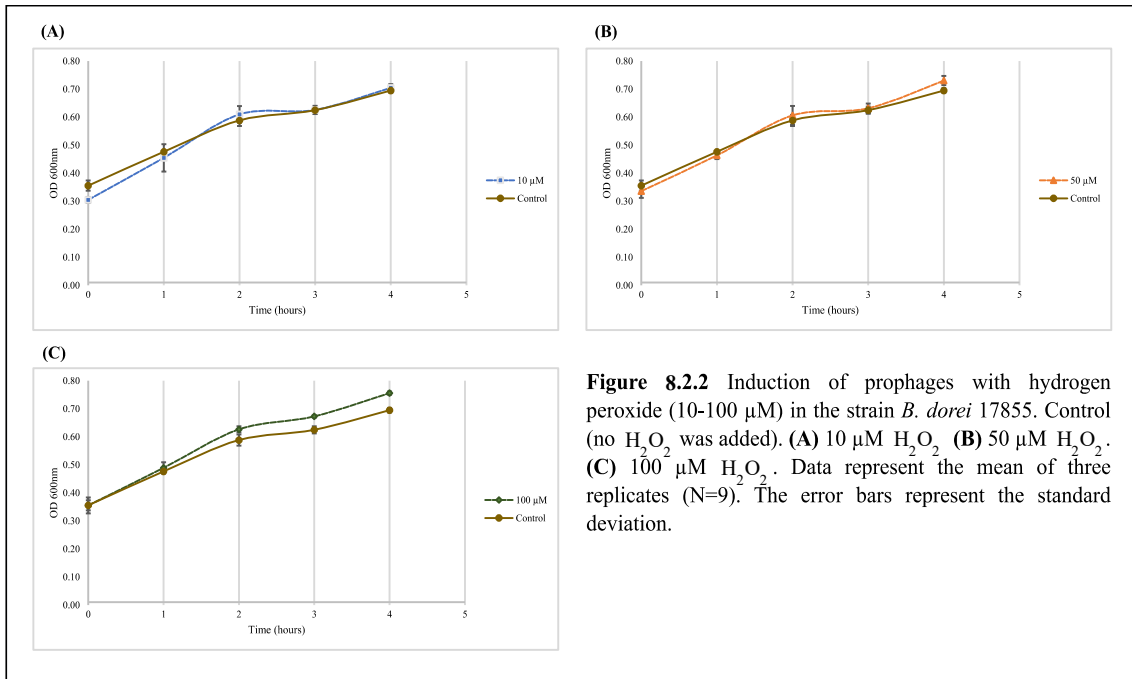 (A)
0.80
0.70
0.60
0.50
0.40
0.30
0.20
0.10
0.00
OD 600nm
0 1 2 3 4 5
Time (hours)
10 µM
Control
(B)
0.80
0.70
0.60
0.50
0.40
0.30
0.20
0.10
0.00
OD 600nm
0 1 2 3 4 5
Time (hours)
50 µM
Control
(C)
0.80
0.70
0.60
0.50
0.40
0.30
0.20
0.10
0.00
OD 600nm
0 1 2 3 4 5
Time (hours)
100 µM
Control
Figure 8.2.2 Induction of prophages with hydrogen
peroxide (10-100 µM) in the strain B. dorei 17855. Control
(no H₂O₂ was added). (A) 10 µM H₂O₂ (B) 50 µM H₂O₂.
(C) 100 µM H₂O₂. Data represent the mean of three
replicates (N=9). The error bars represent the standard
deviation.